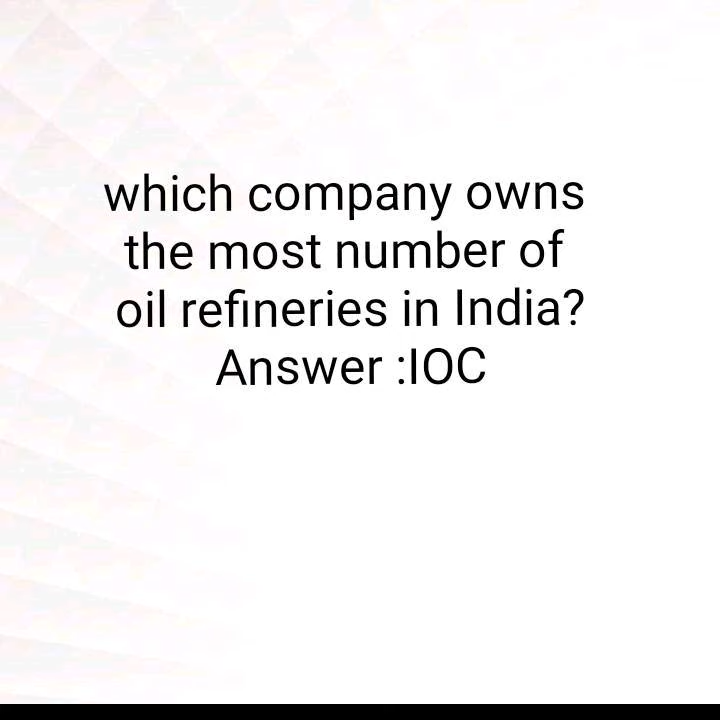 which company owns
the most number of
oil refineries in India?
Answer :IOC